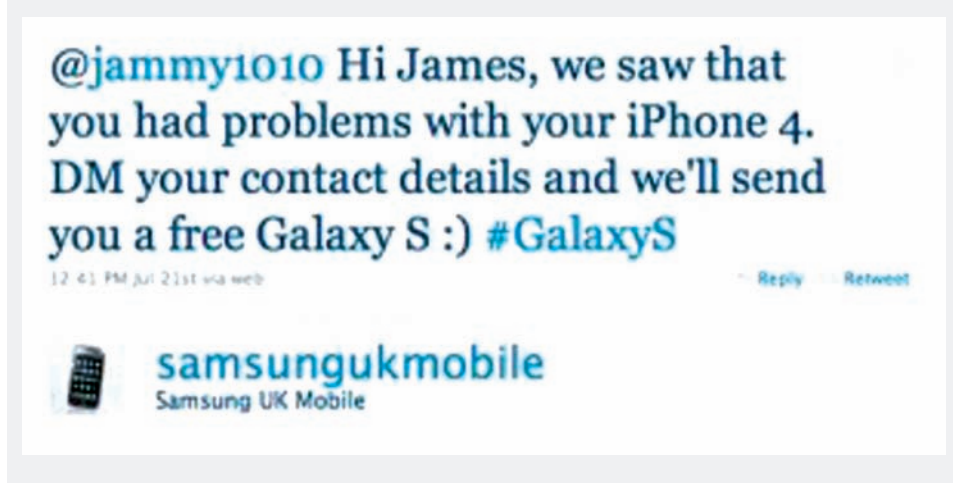 @jammy1010 Hi James, we saw that
you had problems with your iPhone 4.
DM your contact details and we'll send
you a free Galaxy S :) #GalaxyS
12:41 PM Jul 21st via web Reply Retweet
samsungukmobile
Samsung UK Mobile